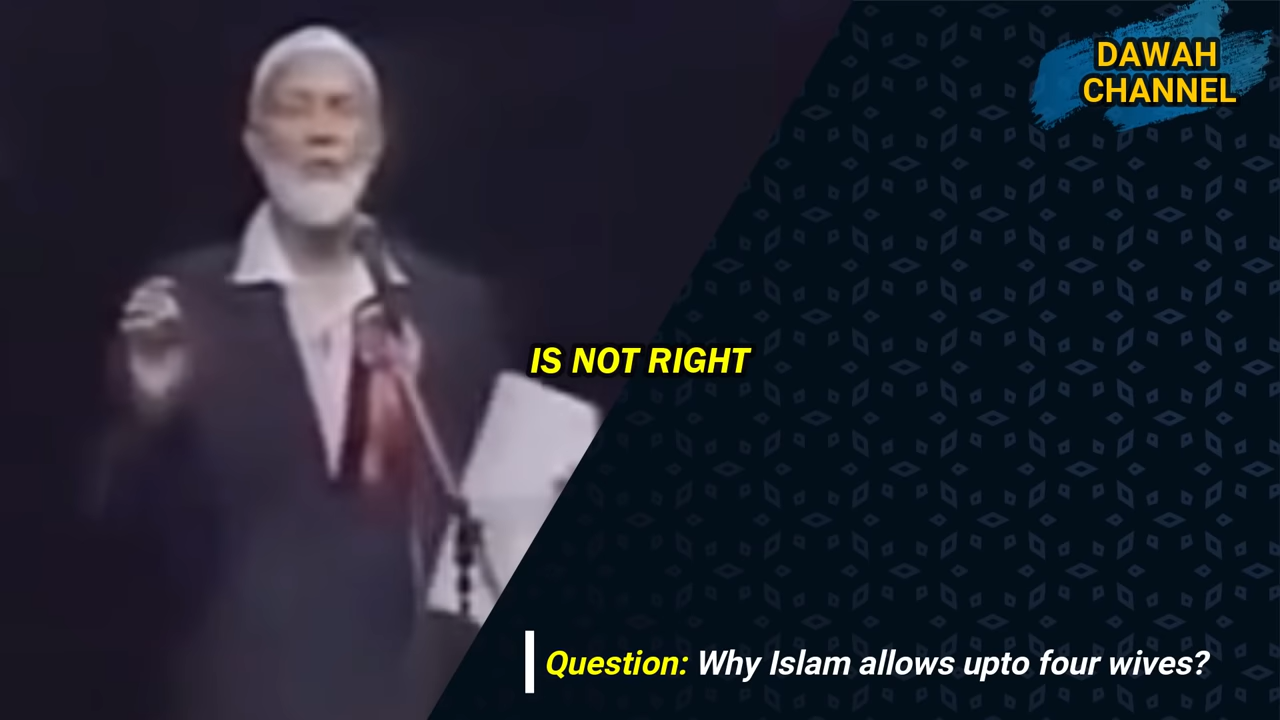 DAWAH
CHANNEL
IS NOT RIGHT
Question: Why Islam allows upto four wives?